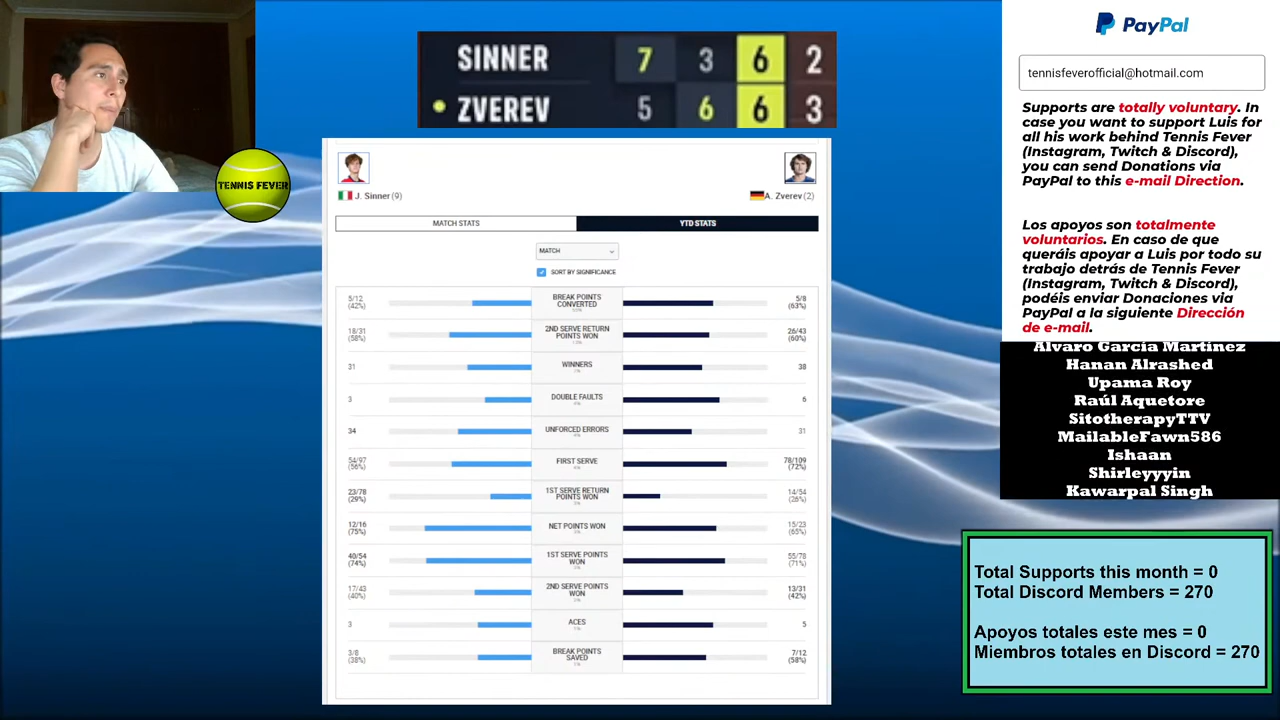 SINNER 7 3 6 2
ZVEREV 5 6 6 3
TENNIS FEVER
J. Sinner (9)
A. Zverev (2)
MATCH STATS
YTD STATS
MATCH
SORT BY SIGNIFICANCE
5/12
(42%)
BREAK POINTS
CONVERTED
5/8
(63%)
18/31
(58%)
2ND SERVE RETURN
POINTS WON
26/43
(60%)
31
WINNERS
38
3
DOUBLE FAULTS
6
34
UNFORCED ERRORS
31
54/97
(56%)
FIRST SERVE
78/109
(72%)
23/78
(29%)
1ST SERVE RETURN
POINTS WON
14/54
(26%)
12/16
(75%)
NET POINTS WON
15/23
(65%)
40/54
(74%)
1ST SERVE POINTS
WON
55/78
(71%)
17/43
(40%)
2ND SERVE POINTS
WON
13/31
(42%)
3
ACES
5
3/8
(38%)
BREAK POINTS
SAVED
7/12
(58%)
PayPal
tennisfeverofficial@hotmail.com
Supports are totally voluntary. In
case you want to support Luis for
all his work behind Tennis Fever
(Instagram, Twitch & Discord),
you can send Donations via
PayPal to this e-mail Direction.
Los apoyos son totalmente
voluntarios. En caso de que
queráis apoyar a Luis por todo su
trabajo detrás de Tennis Fever
(Instagram, Twitch & Discord),
podéis enviar Donaciones via
PayPal a la siguiente Dirección
de e-mail.
Alvaro García Martínez
Hanan Alrashed
Upama Roy
Raúl Aquetore
SitotherapyTTV
MailableFawn586
Ishaan
Shirleyyyin
Kawarpal Singh
Total Supports this month = 0
Total Discord Members = 270
Apoyos totales este mes = 0
Miembros totales en Discord = 270